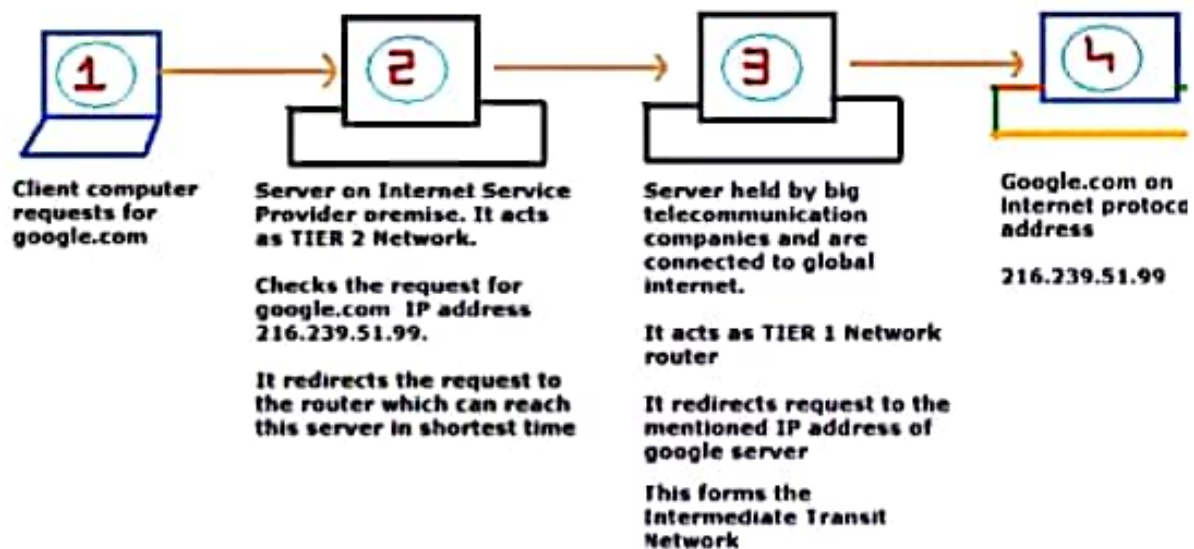 1
2
3
4
Client computer
requests for
google.com
Server on Internet Service
Provider premise. It acts
as TIER 2 Network.
Checks the request for
google.com IP address
216.239.51.99.
It redirects the request to
the router which can reach
this server in shortest time
Server held by big
telecommunication
companies and are
connected to global
internet.
It acts as TIER 1 Network
router
It redirects request to the
mentioned IP address of
google server
This forms the
Intermediate Transit
Network
Google.com on
Internet protoco
address
216.239.51.99